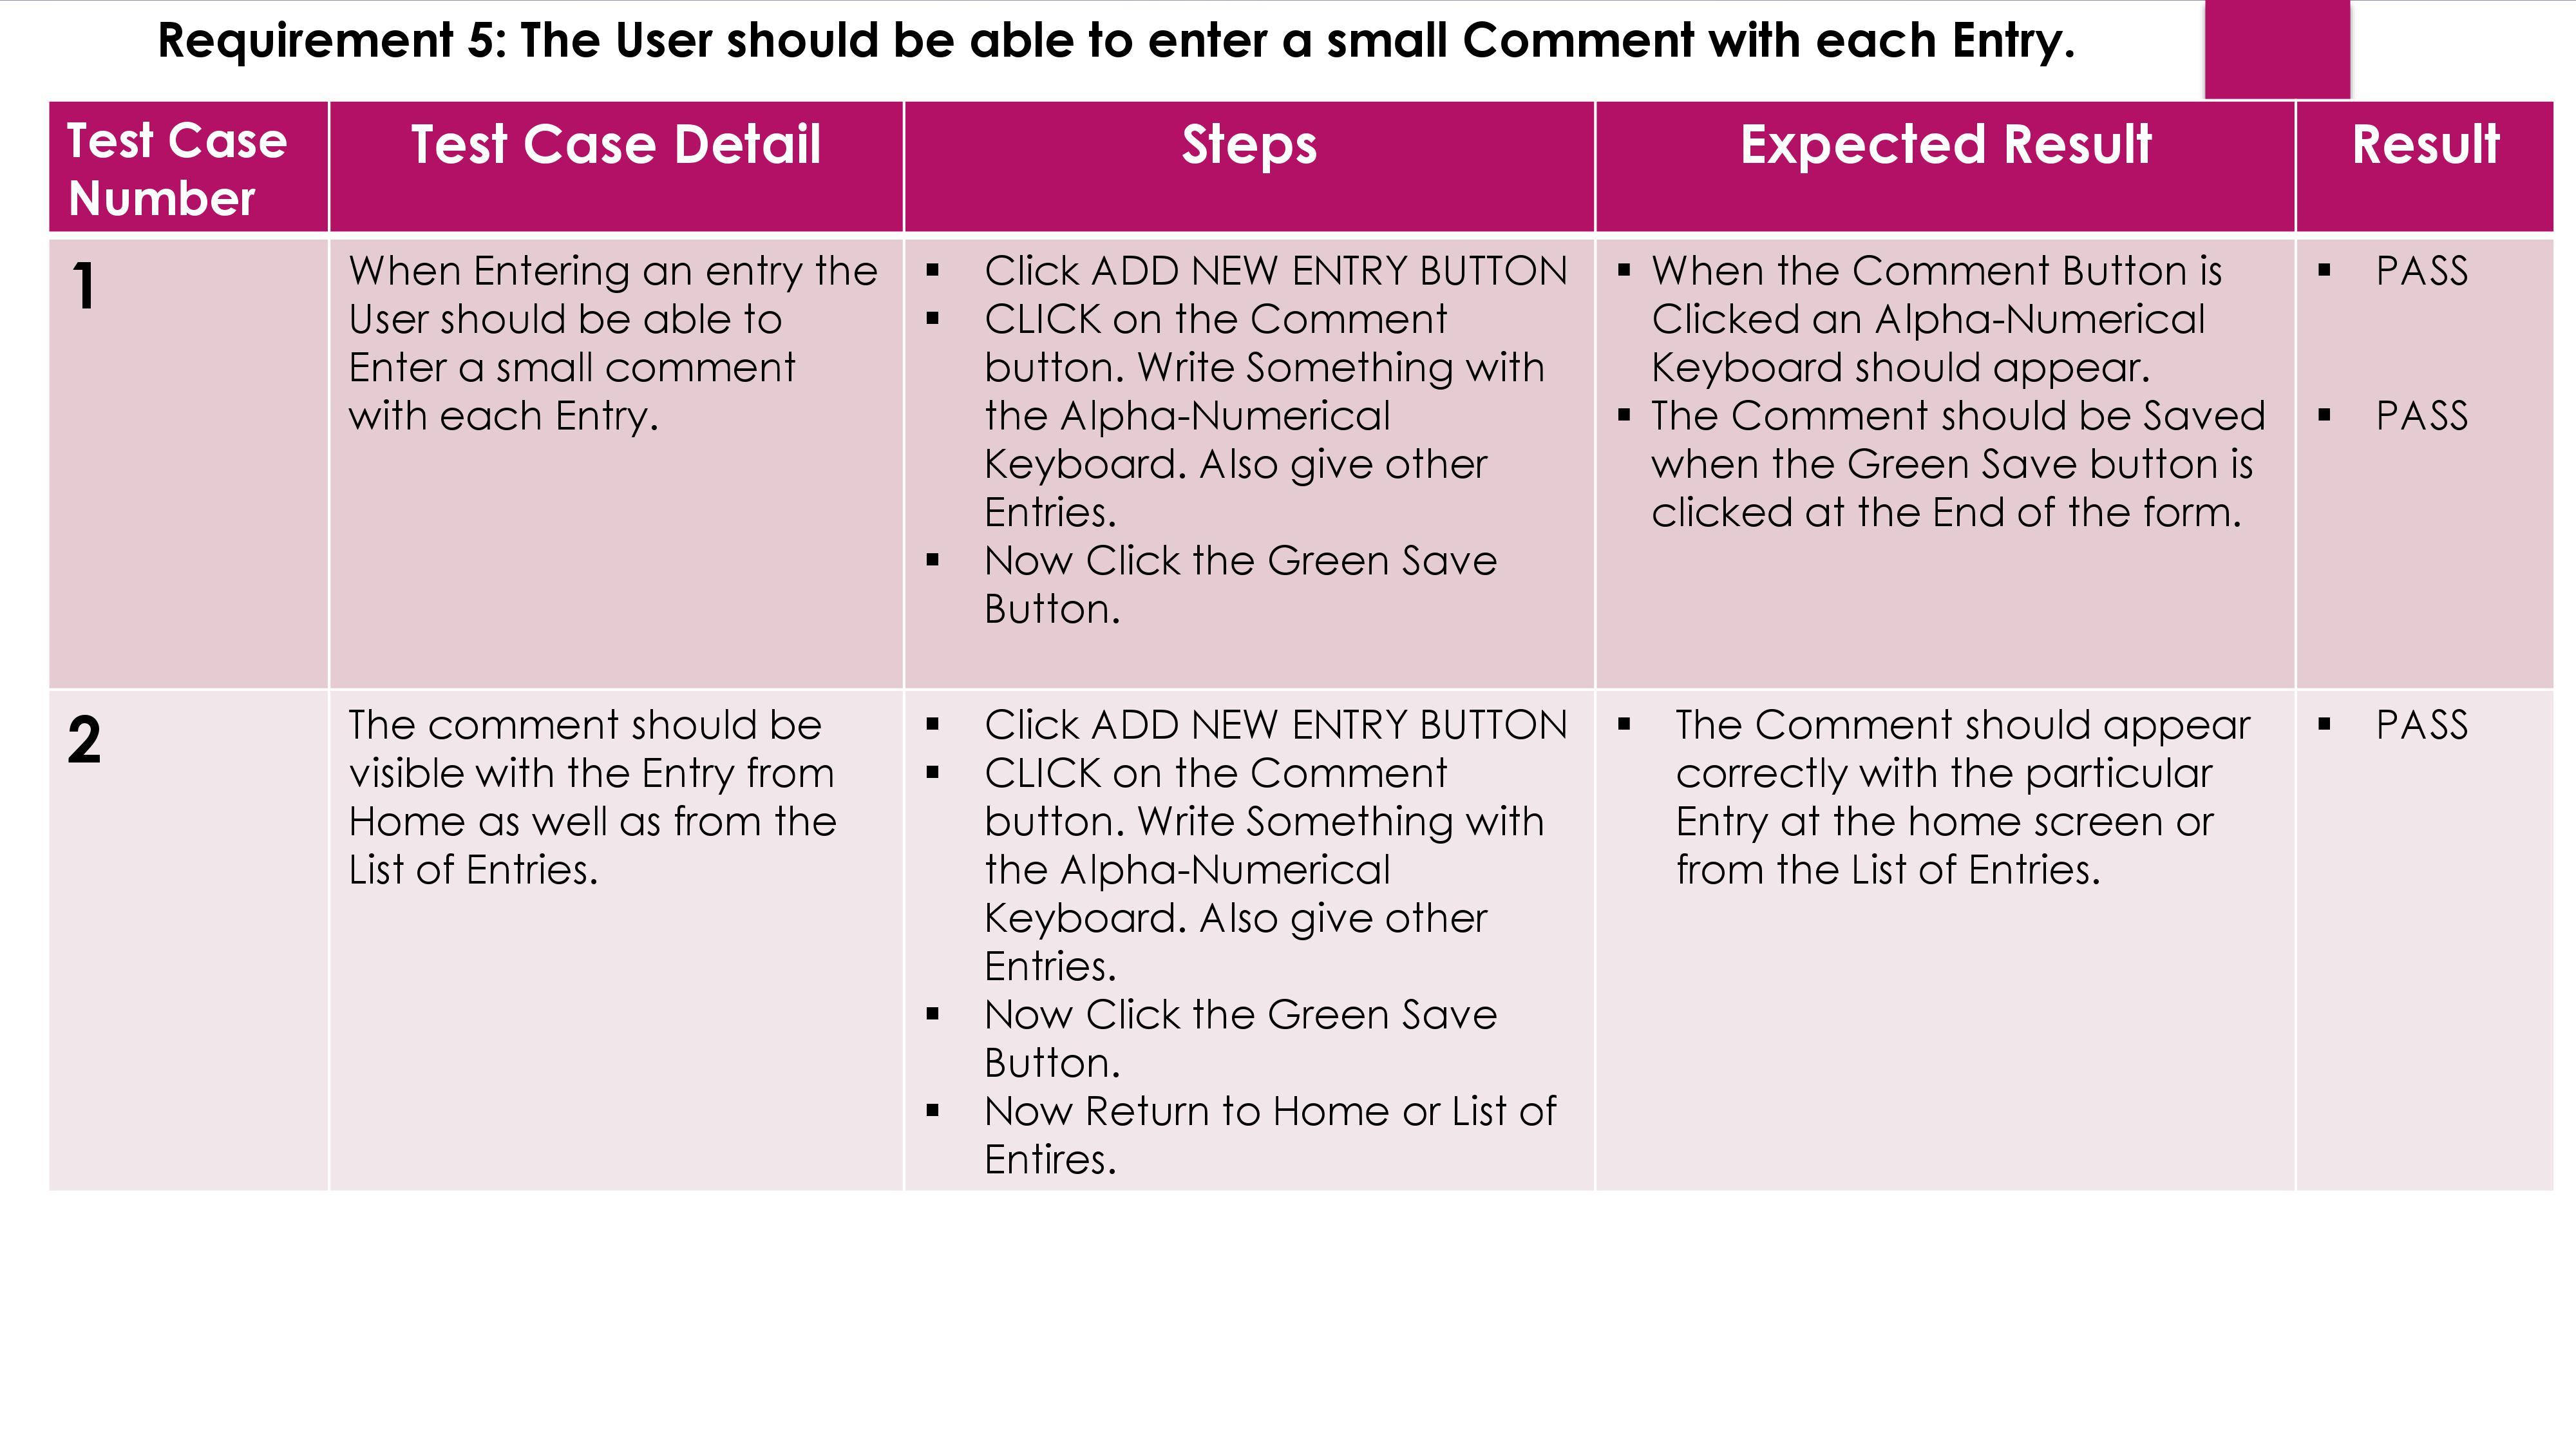 Requirement 5: The User should be able to enter a small Comment with each Entry.
Test Case
Number
Test Case Detail
Steps
Expected Result
Result
1
When Entering an entry the
User should be able to
Enter a small comment
with each Entry.
▪ Click ADD NEW ENTRY BUTTON
▪ CLICK on the Comment
button. Write Something with
the Alpha-Numerical
Keyboard. Also give other
Entries.
▪ Now Click the Green Save
Button.
▪ When the Comment Button is
Clicked an Alpha-Numerical
Keyboard should appear.
▪ The Comment should be Saved
when the Green Save button is
clicked at the End of the form.
▪ PASS
▪ PASS
2
The comment should be
visible with the Entry from
Home as well as from the
List of Entries.
▪ Click ADD NEW ENTRY BUTTON
▪ CLICK on the Comment
button. Write Something with
the Alpha-Numerical
Keyboard. Also give other
Entries.
▪ Now Click the Green Save
Button.
▪ Now Return to Home or List of
Entires.
▪ The Comment should appear
correctly with the particular
Entry at the home screen or
from the List of Entries.
▪ PASS